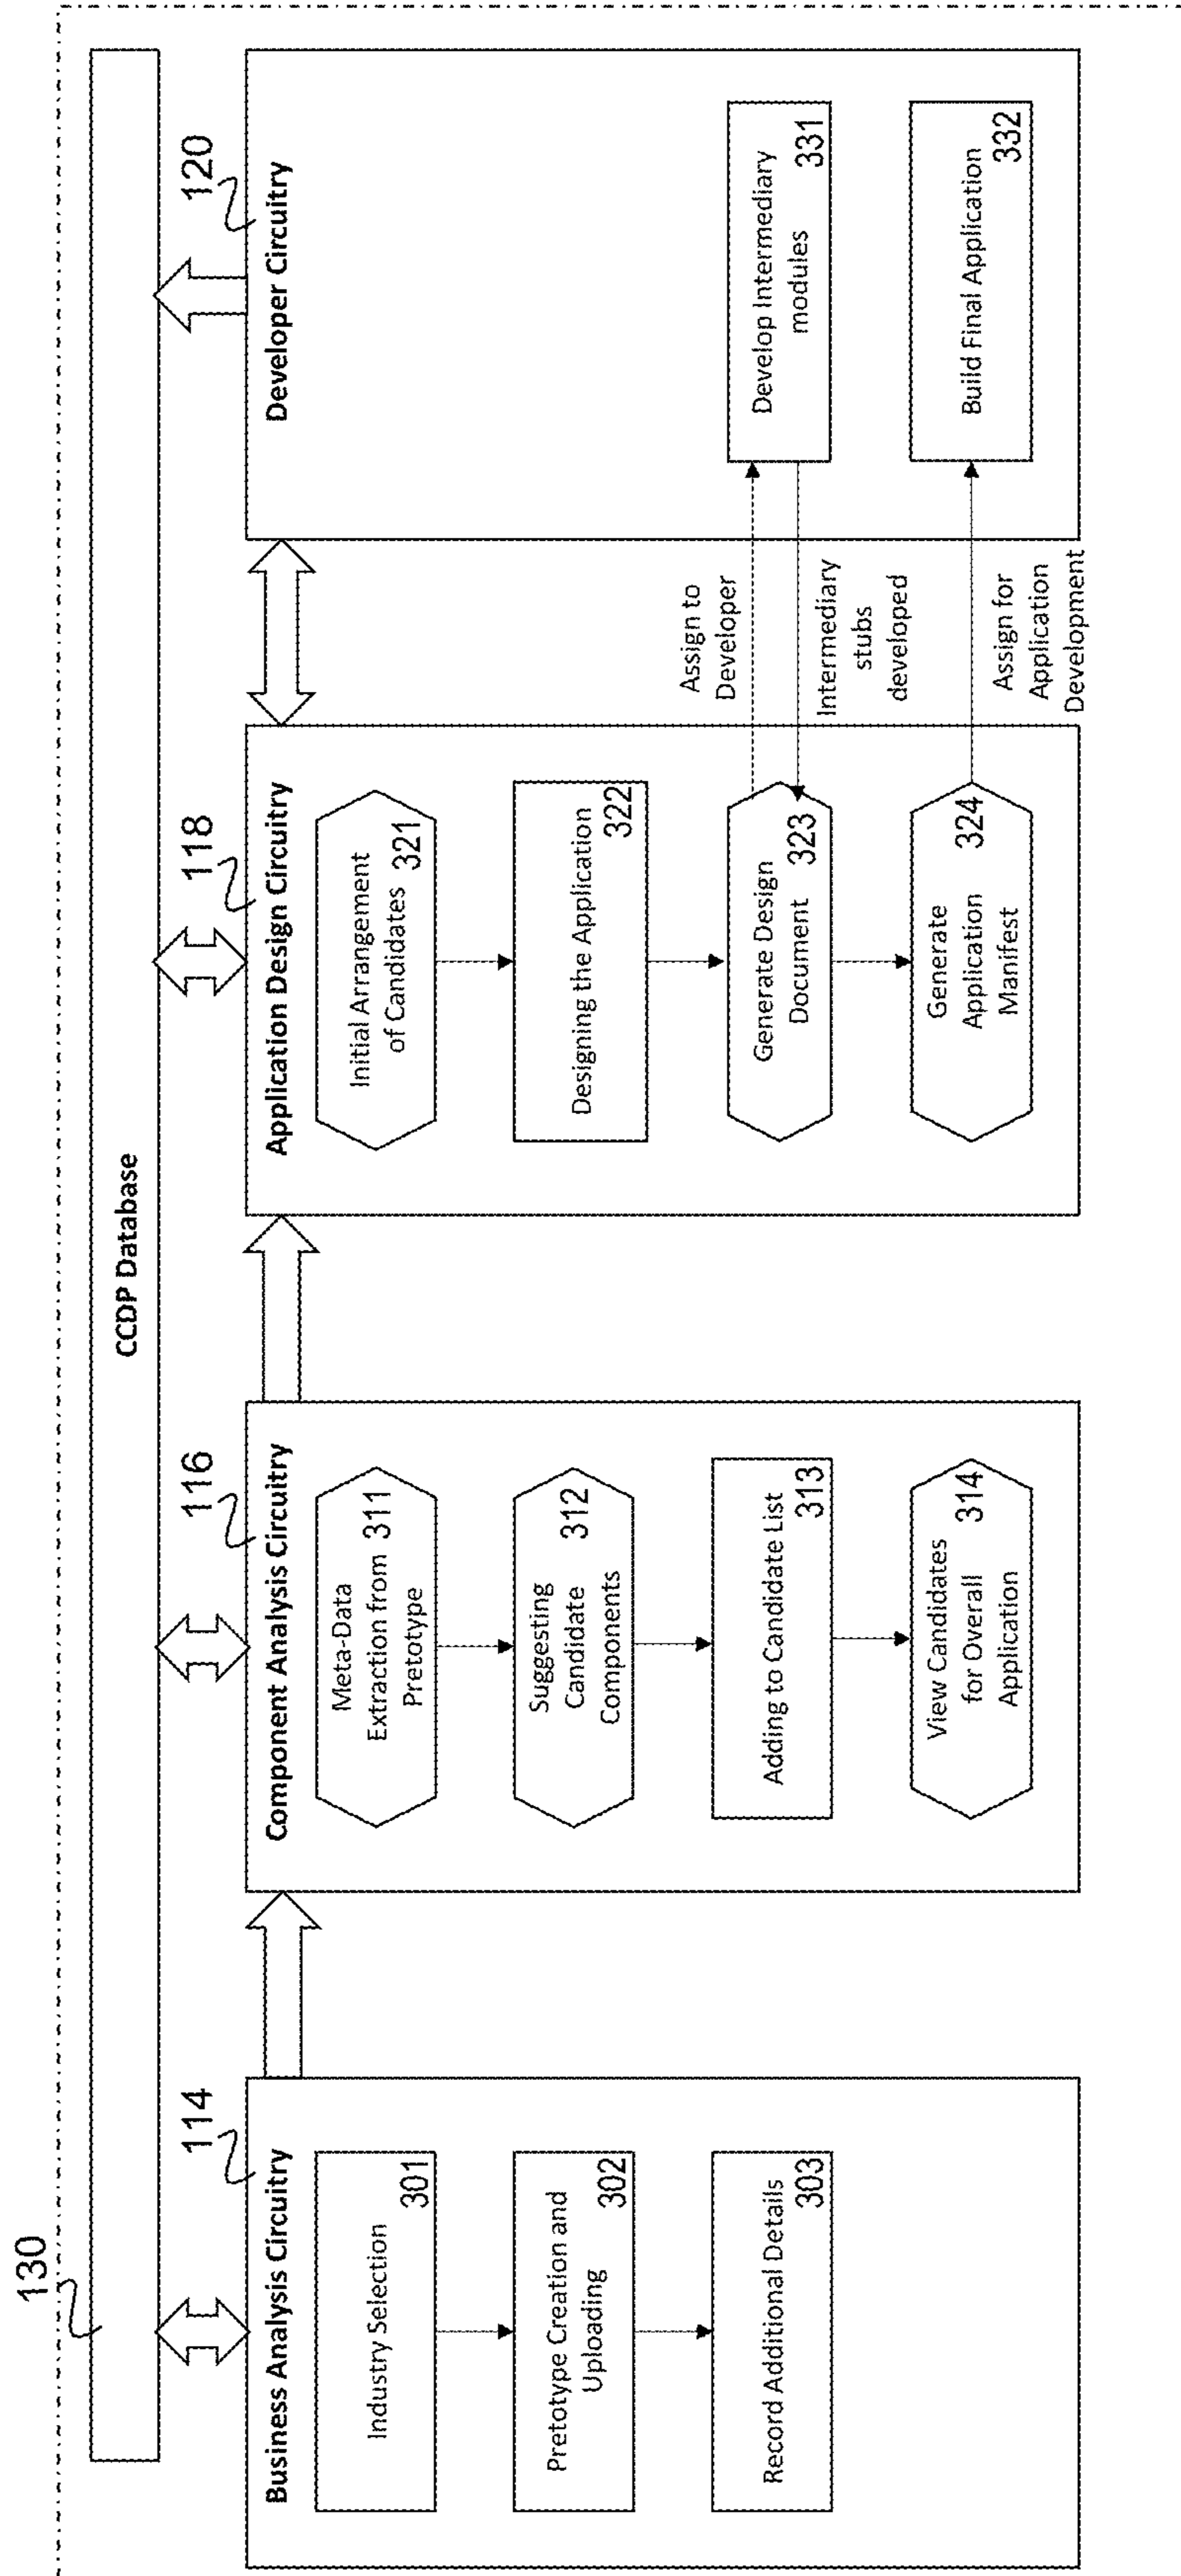 130
CCDP Database
114
Business Analysis Circuitry
Industry Selection
301
Pretotype Creation and
Uploading
302
Record Additional Details
303
116
Component Analysis Circuitry
Meta-Data
Extraction from
Pretotype
311
Suggesting
Candidate
Components
312
Adding to Candidate List
313
View Candidates
for Overall
Application
314
118
Application Design Circuitry
Initial Arrangement
of Candidates
321
Designing the Application
322
Generate Design
Document
323
Generate
Application
Manifest
324
Assign to
Developer
Intermediary
stubs
developed
Assign for
Application
Development
120
Developer Circuitry
Develop Intermediary
modules
331
Build Final Application
332